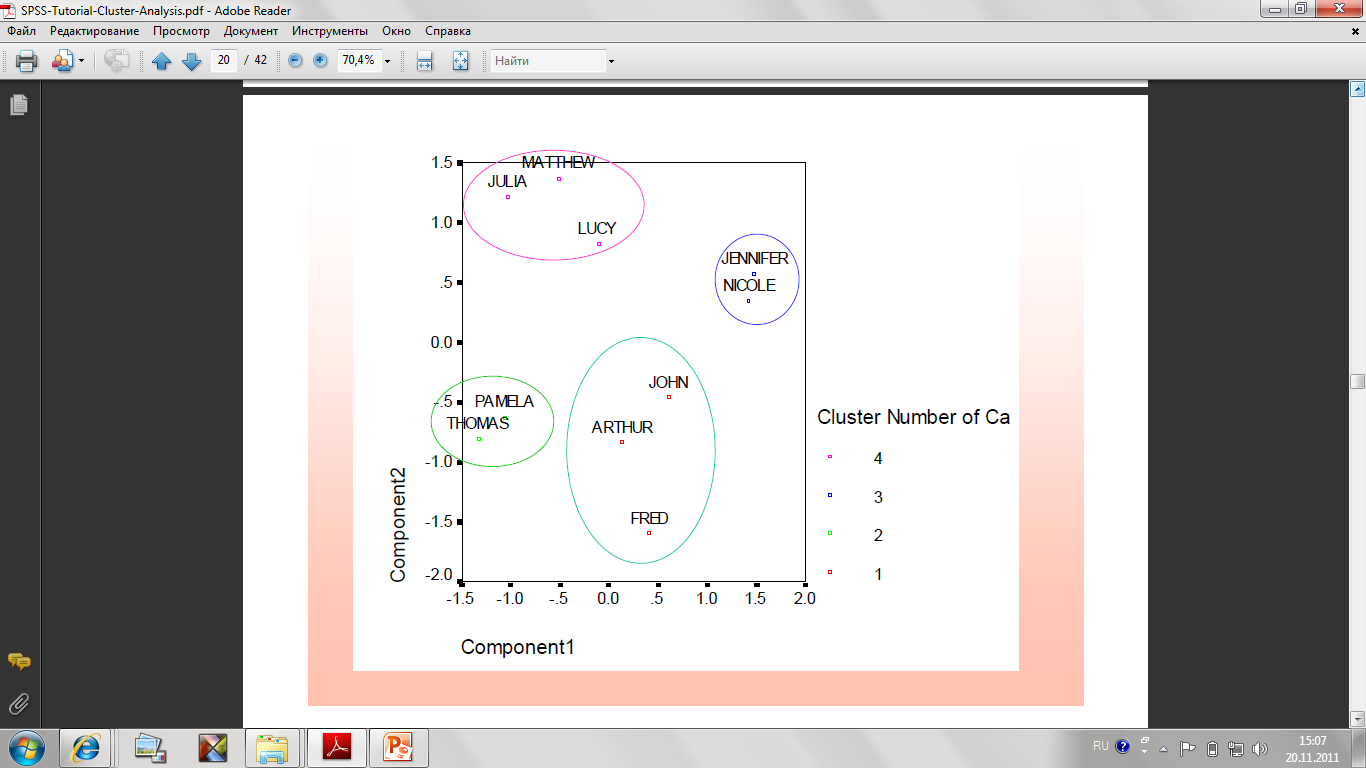 SPSS-Tutorial-Cluster-Analysis.pdf - Adobe Reader
Файл Редактирование Просмотр Документ Инструменты Окно Справка
20 / 42 70,4% Найти
1.5
1.0
.5
0.0
-.5
-1.0
-1.5
-2.0
Component2
MATTHEW
JULIA
LUCY
JENNIFER
NICOLE
JOHN
PAMELA
THOMAS
ARTHUR
FRED
-1.5 -1.0 -.5 0.0 .5 1.0 1.5 2.0
Component1
Cluster Number of Ca
4
3
2
1
RU
15:07
20.11.2011